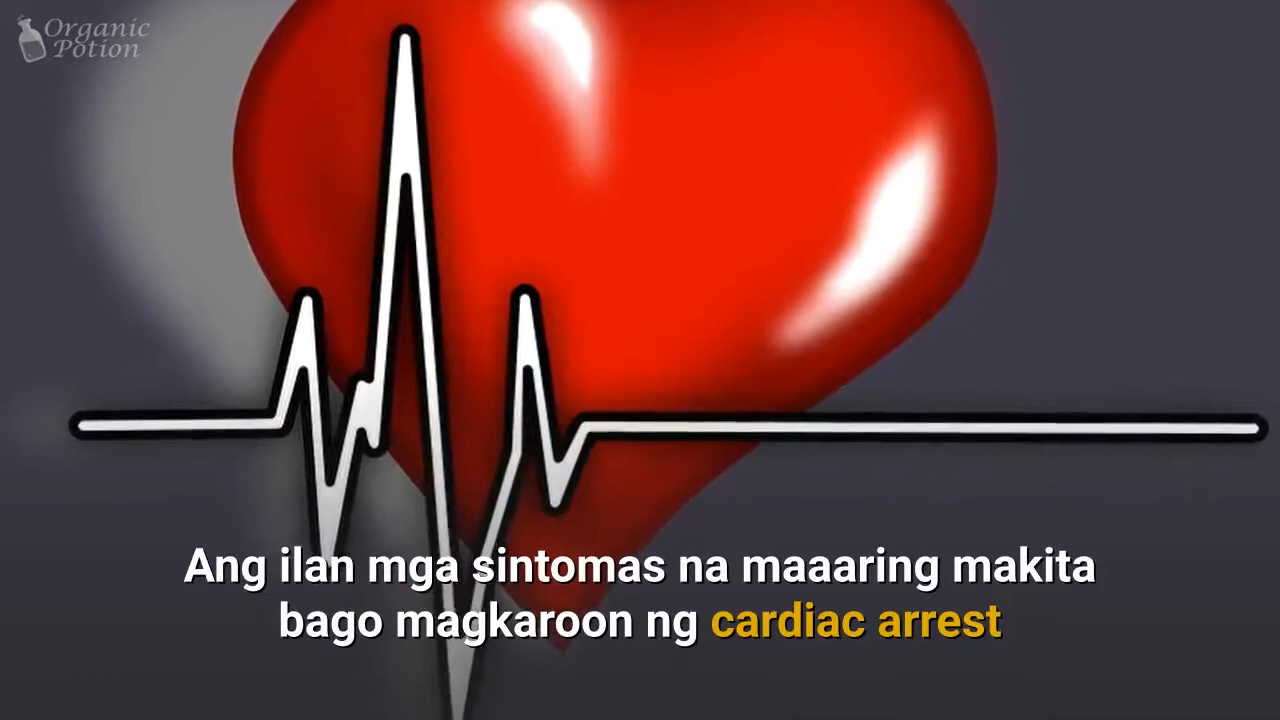 Organic
Potion
Ang ilan mga sintomas na maaaring makita
bago magkaroon ng cardiac arrest